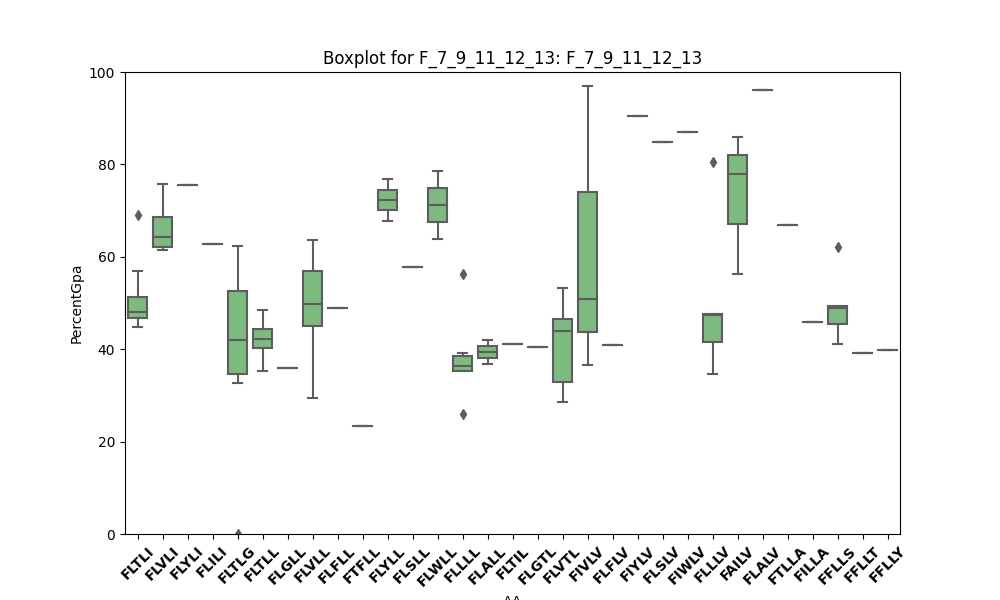 Boxplot for F_7_9_11_12_13: F_7_9_11_12_13
PercentGpa
100
80
60
40
20
0
FLTLI FLVLI FLYLI FLILI FLTLG FLTLL FLGLL FLVLL FLFLL FTFLL FLYLL FLSLL FLWLL FLLLL FLALL FLTIL FLGTL FLVTL FIVLV FLFLV FIYLV FLSLV FIWLV FLLLV FAILV FLALV FTLLA FILLA FFLLS FFLLT FFLLY
AA